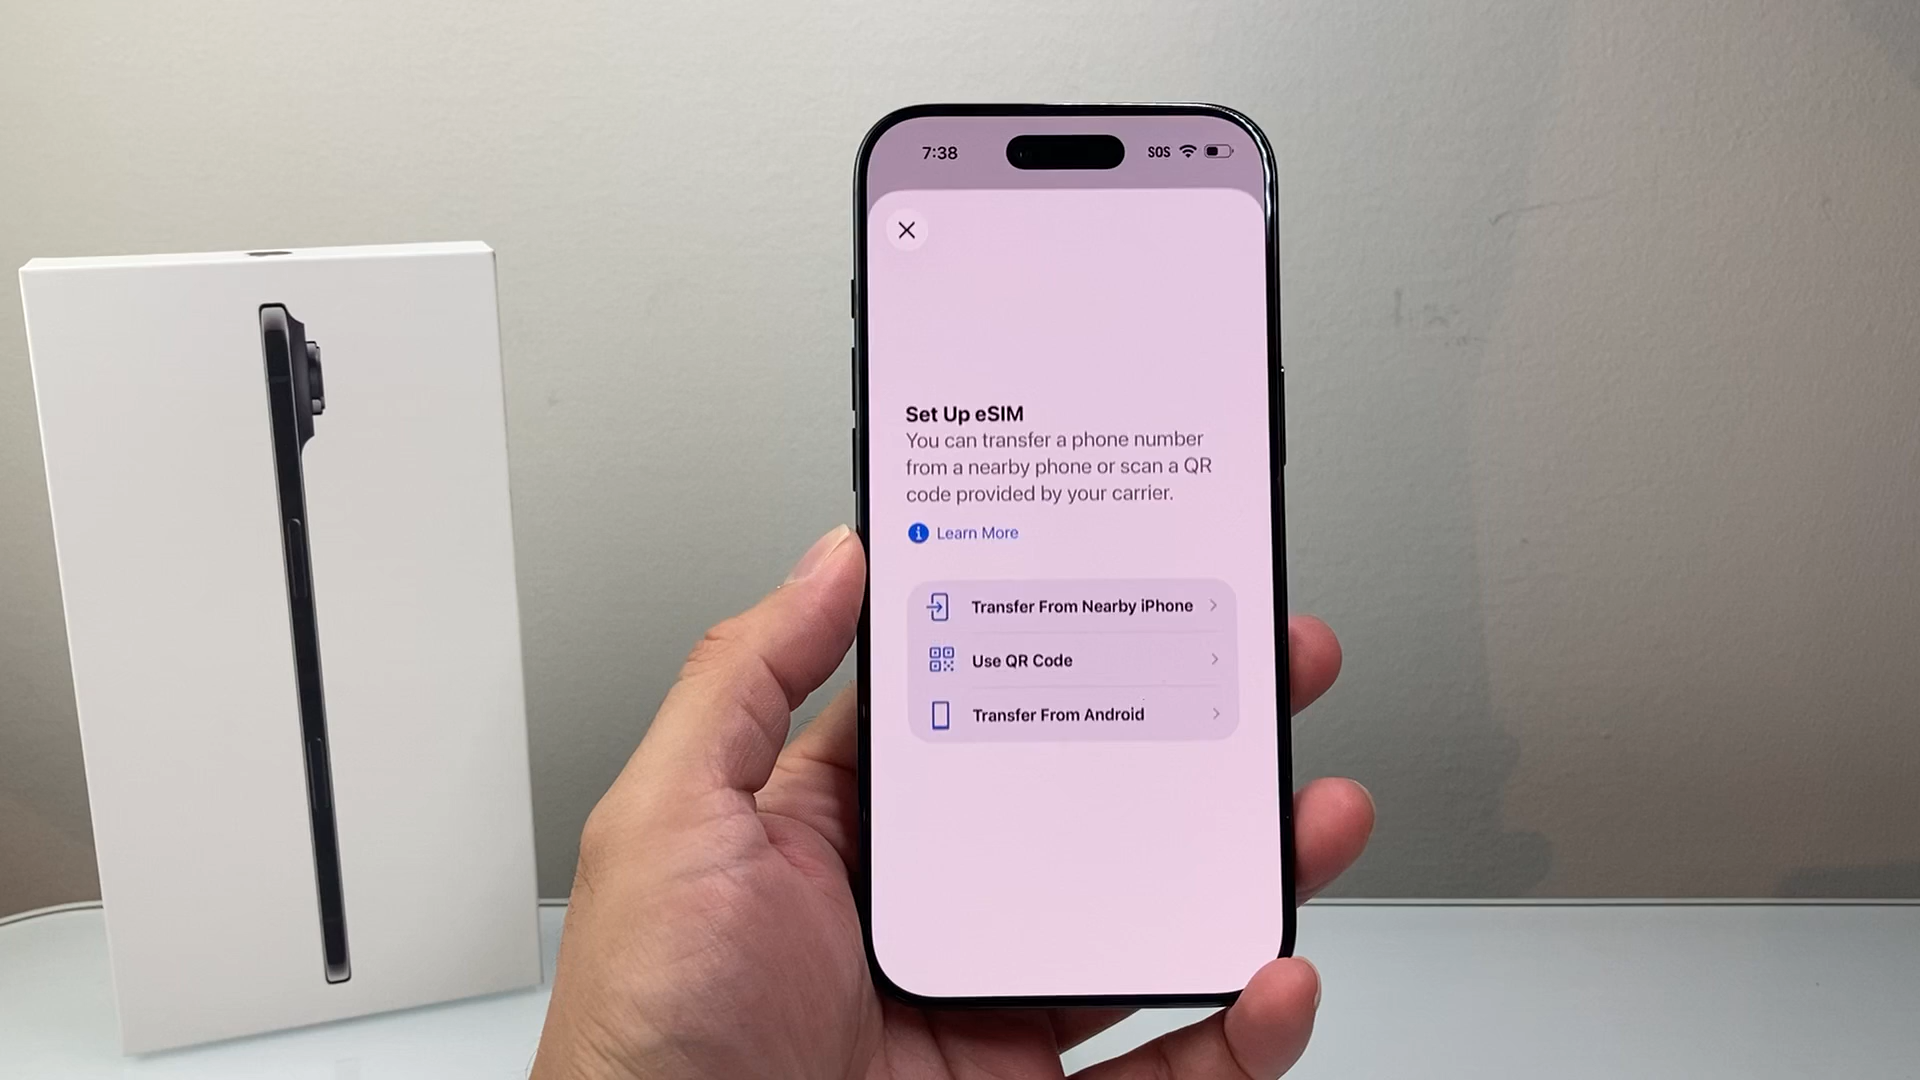 7:38 SOS
Set Up eSIM
You can transfer a phone number
from a nearby phone or scan a QR
code provided by your carrier.
Learn More
Transfer From Nearby iPhone
Use QR Code
Transfer From Android